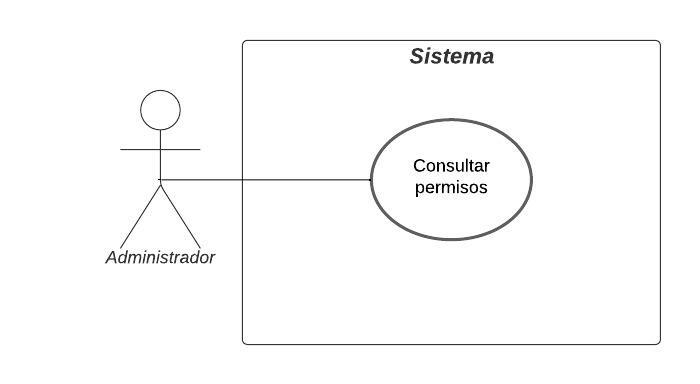 Sistema
Consultar
permisos
Administrador